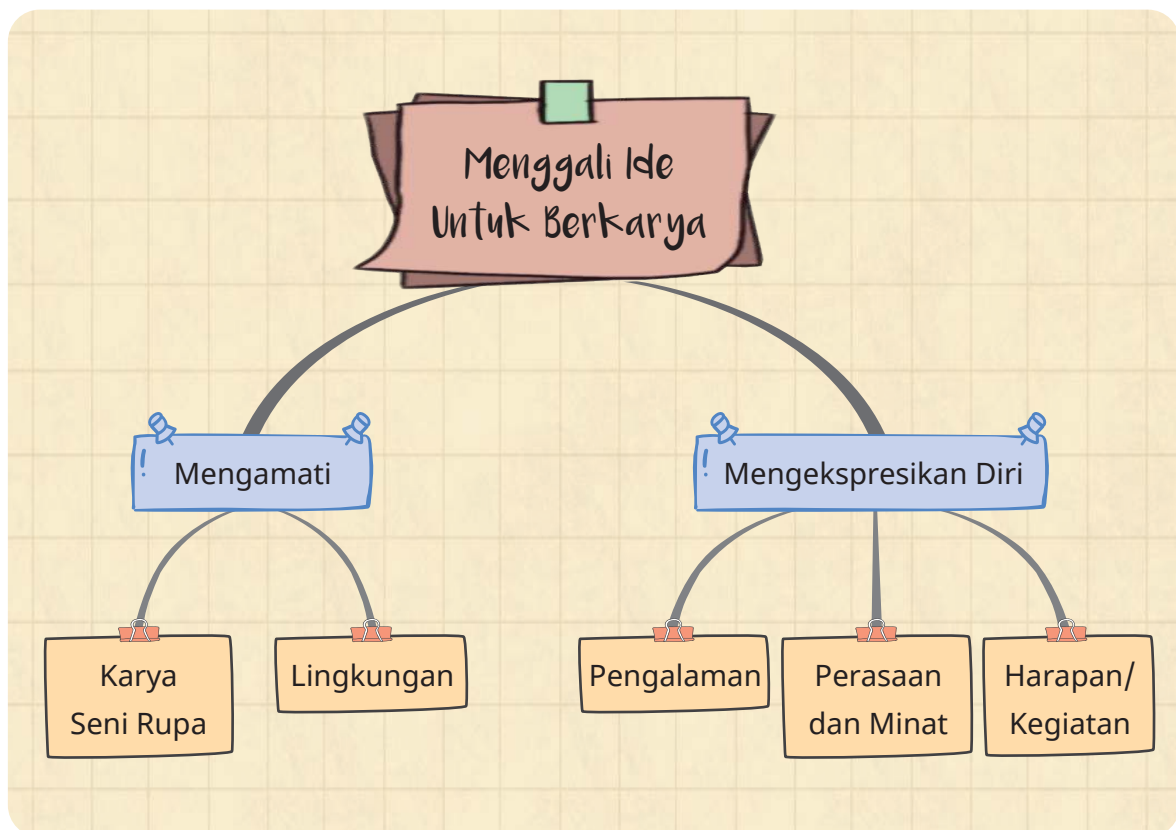 Menggali Ide
Untuk Berkarya
Mengamati
Mengekspresikan Diri
Karya
Seni Rupa
Lingkungan
Pengalaman
Perasaan
dan Minat
Harapan/
Kegiatan